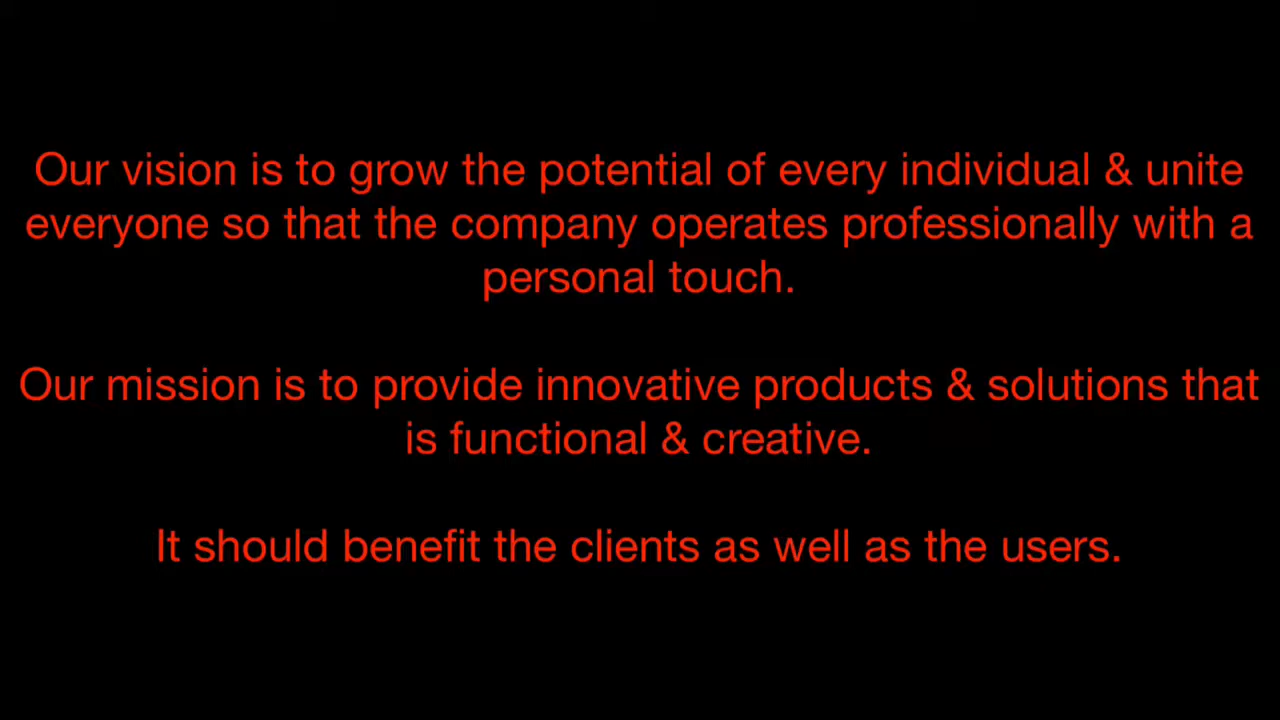 Our vision is to grow the potential of every individual & unite
everyone so that the company operates professionally with a
personal touch.
Our mission is to provide innovative products & solutions that
is functional & creative.
It should benefit the clients as well as the users.